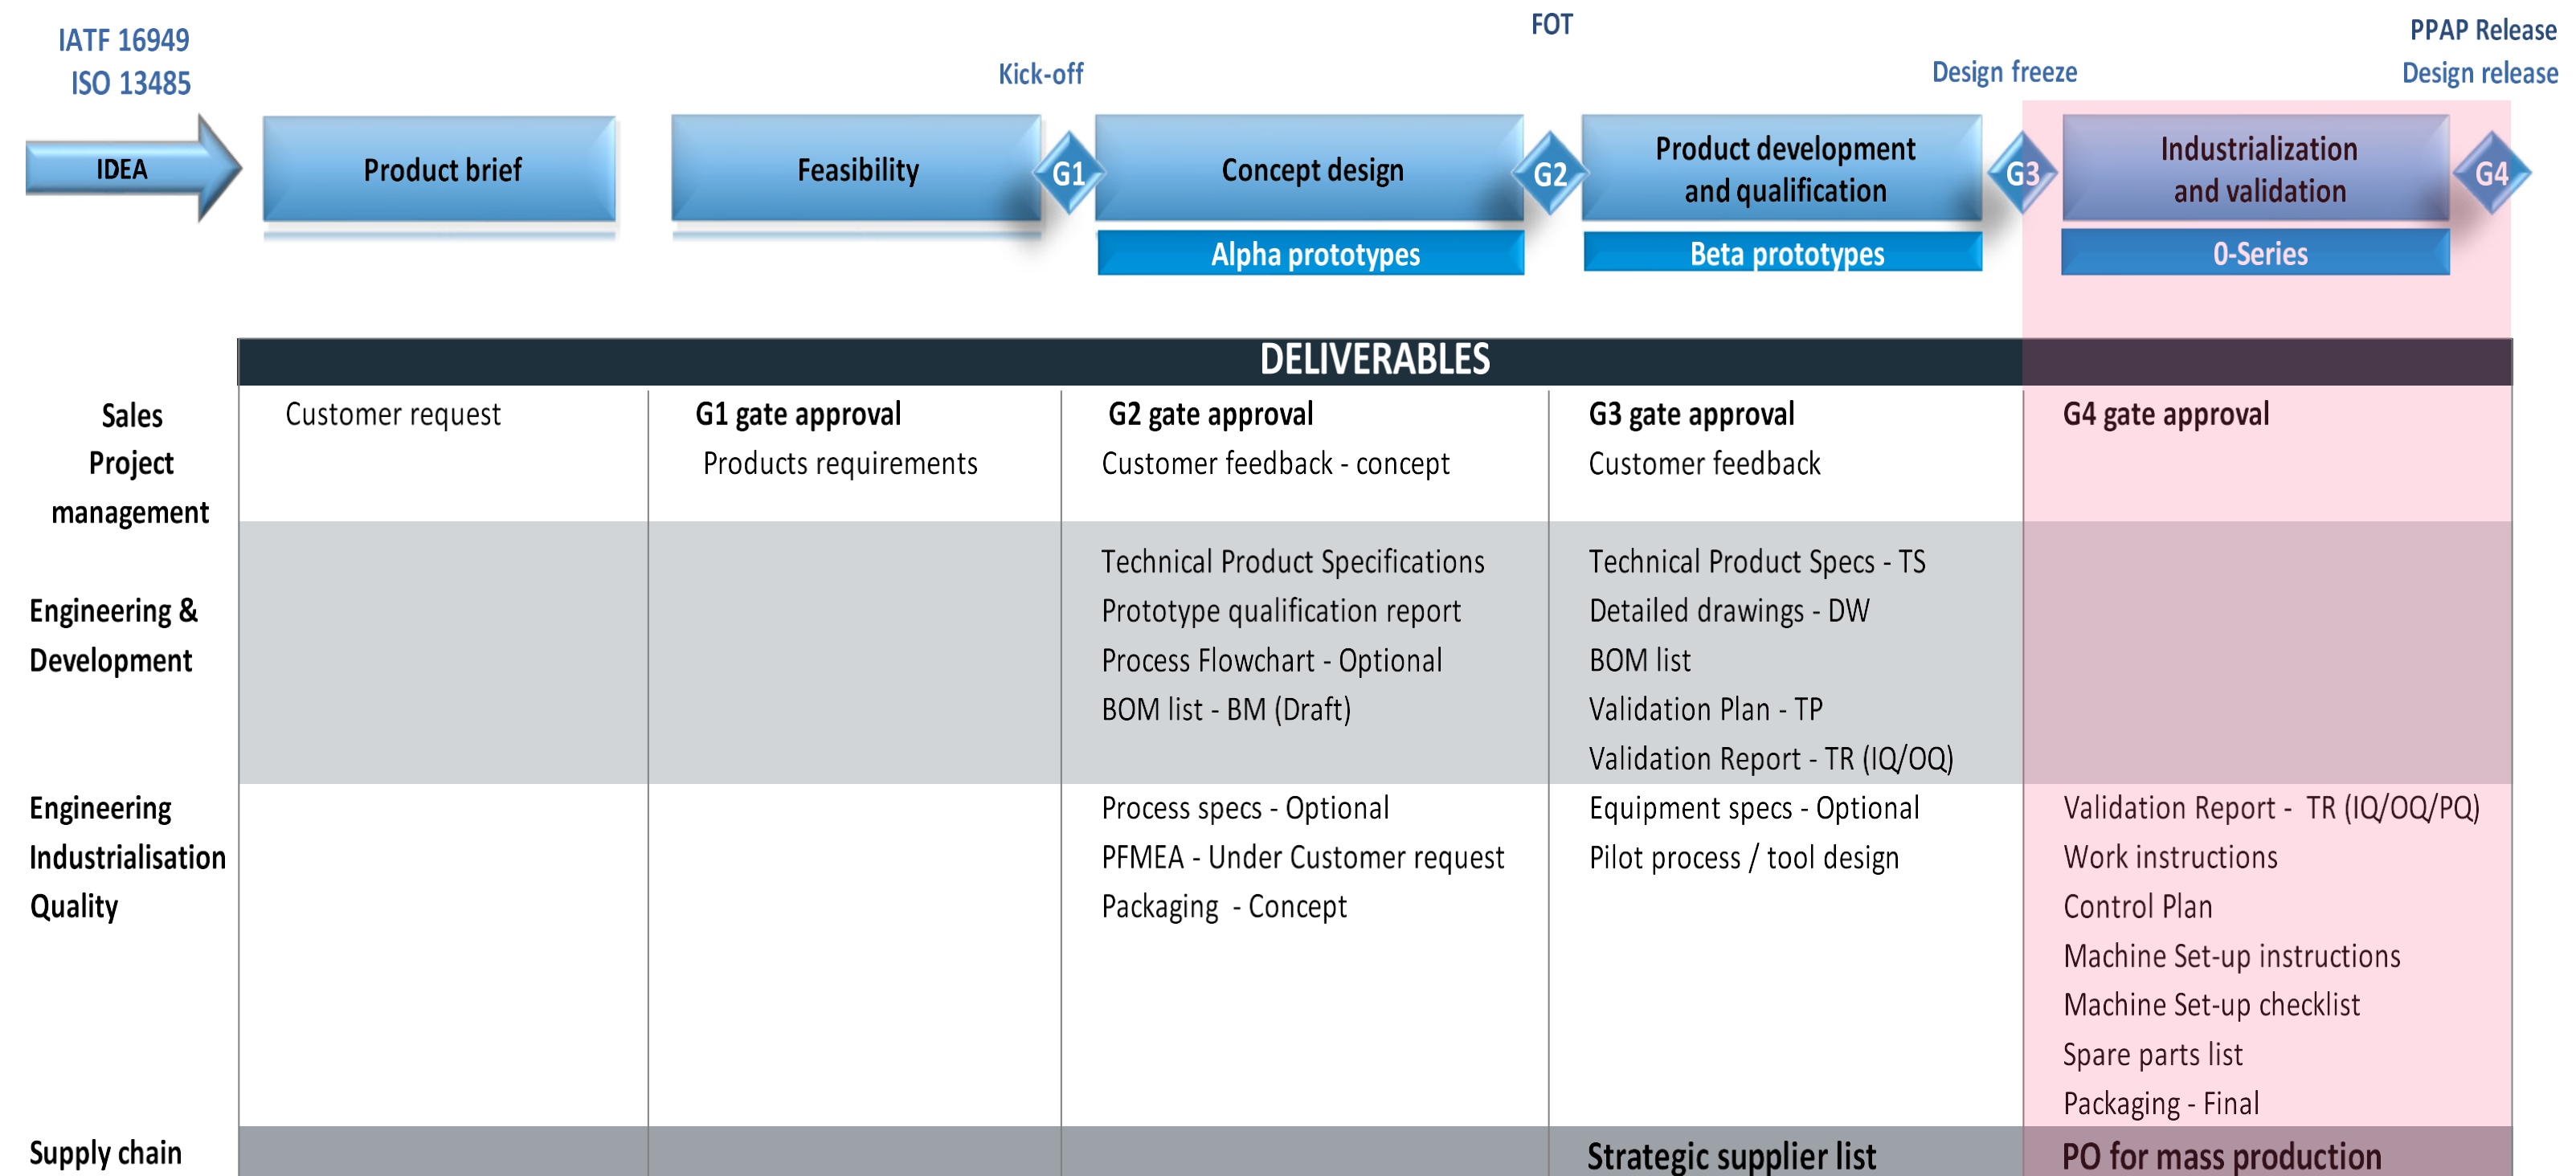 FOT
IATF 16949
ISO 13485
Kick-off
Design freeze
PPAP Release
Design release
IDEA
Product brief
Feasibility
G1
Concept design
G2
Product development
and qualification
G3
Industrialization
and validation
G4
Alpha prototypes
Beta prototypes
0-Series
DELIVERABLES
Sales
Project
management
Customer request
G1 gate approval
Products requirements
G2 gate approval
Customer feedback - concept
G3 gate approval
Customer feedback
G4 gate approval
Engineering &
Development
Technical Product Specifications
Prototype qualification report
Process Flowchart - Optional
BOM list - BM (Draft)
Technical Product Specs - TS
Detailed drawings - DW
BOM list
Validation Plan - TP
Validation Report - TR (IQ/OQ)
Engineering
Industrialisation
Quality
Process specs - Optional
PFMEA - Under Customer request
Packaging  - Concept
Equipment specs - Optional
Pilot process / tool design
Validation Report -  TR (IQ/OQ/PQ)
Work instructions
Control Plan
Machine Set-up instructions
Machine Set-up checklist
Spare parts list
Packaging - Final
Supply chain
Strategic supplier list
PO for mass production